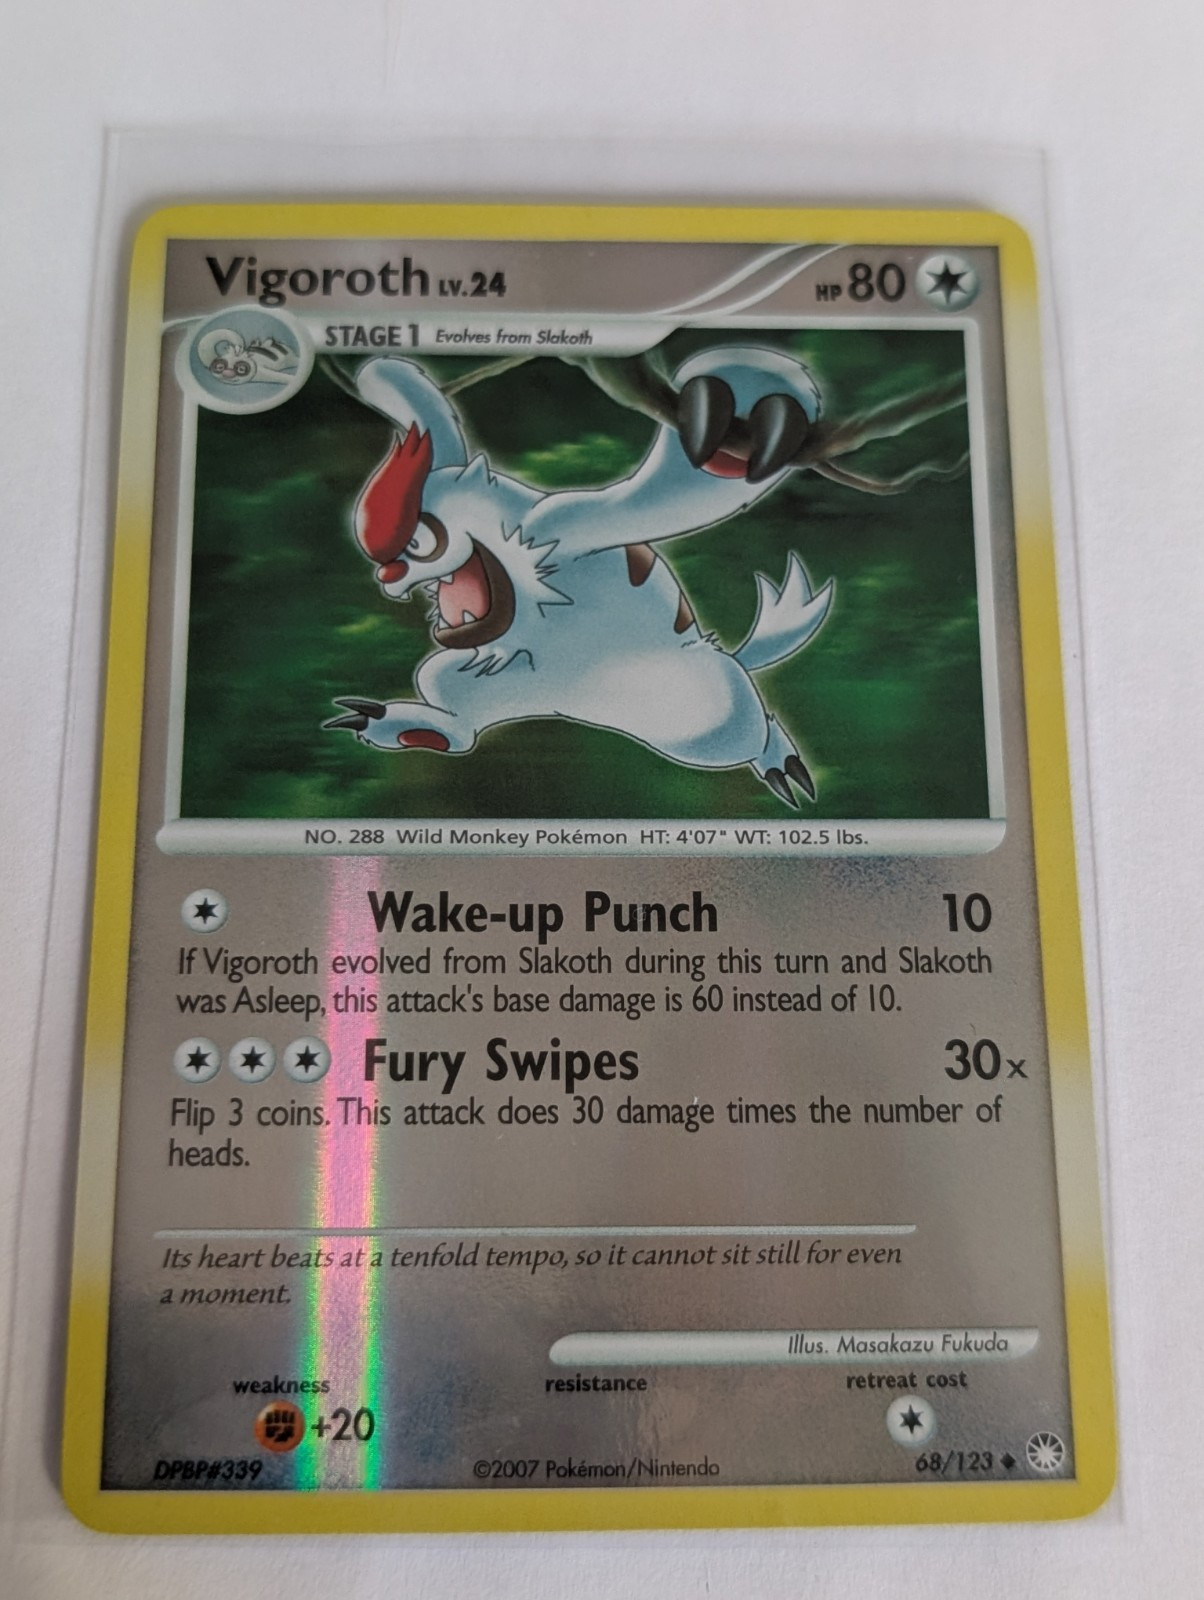 Vigoroth LV.24 HP 80
STAGE 1 Evolves from Slakoth
NO. 288 Wild Monkey Pokémon HT: 4'07" WT: 102.5 lbs.
Wake-up Punch 10
If Vigoroth evolved from Slakoth during this turn and Slakoth
was Asleep, this attack's base damage is 60 instead of 10.
Fury Swipes 30x
Flip 3 coins. This attack does 30 damage times the number of
heads.
Its heart beats at a tenfold tempo, so it cannot sit still for even
a moment.
Illus. Masakazu Fukuda
weakness resistance retreat cost
+20
DPBP#339 ©2007 Pokémon/Nintendo 68/123